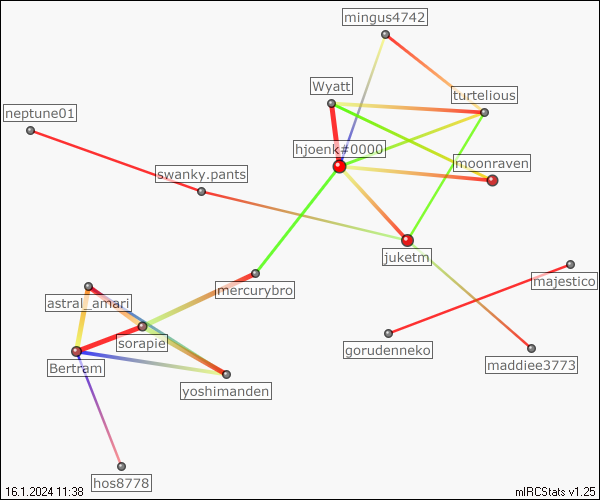 mingus4742
Wyatt
turtelious
neptune01
hjoenk#0000
moonraven
swanky.pants
juketm
majestico
mercurybro
astral_amari
sorapie
gorudenneko
maddiee3773
Bertram
yoshimanden
hos8778
16.1.2024 11:38
mIRCStats v1.25